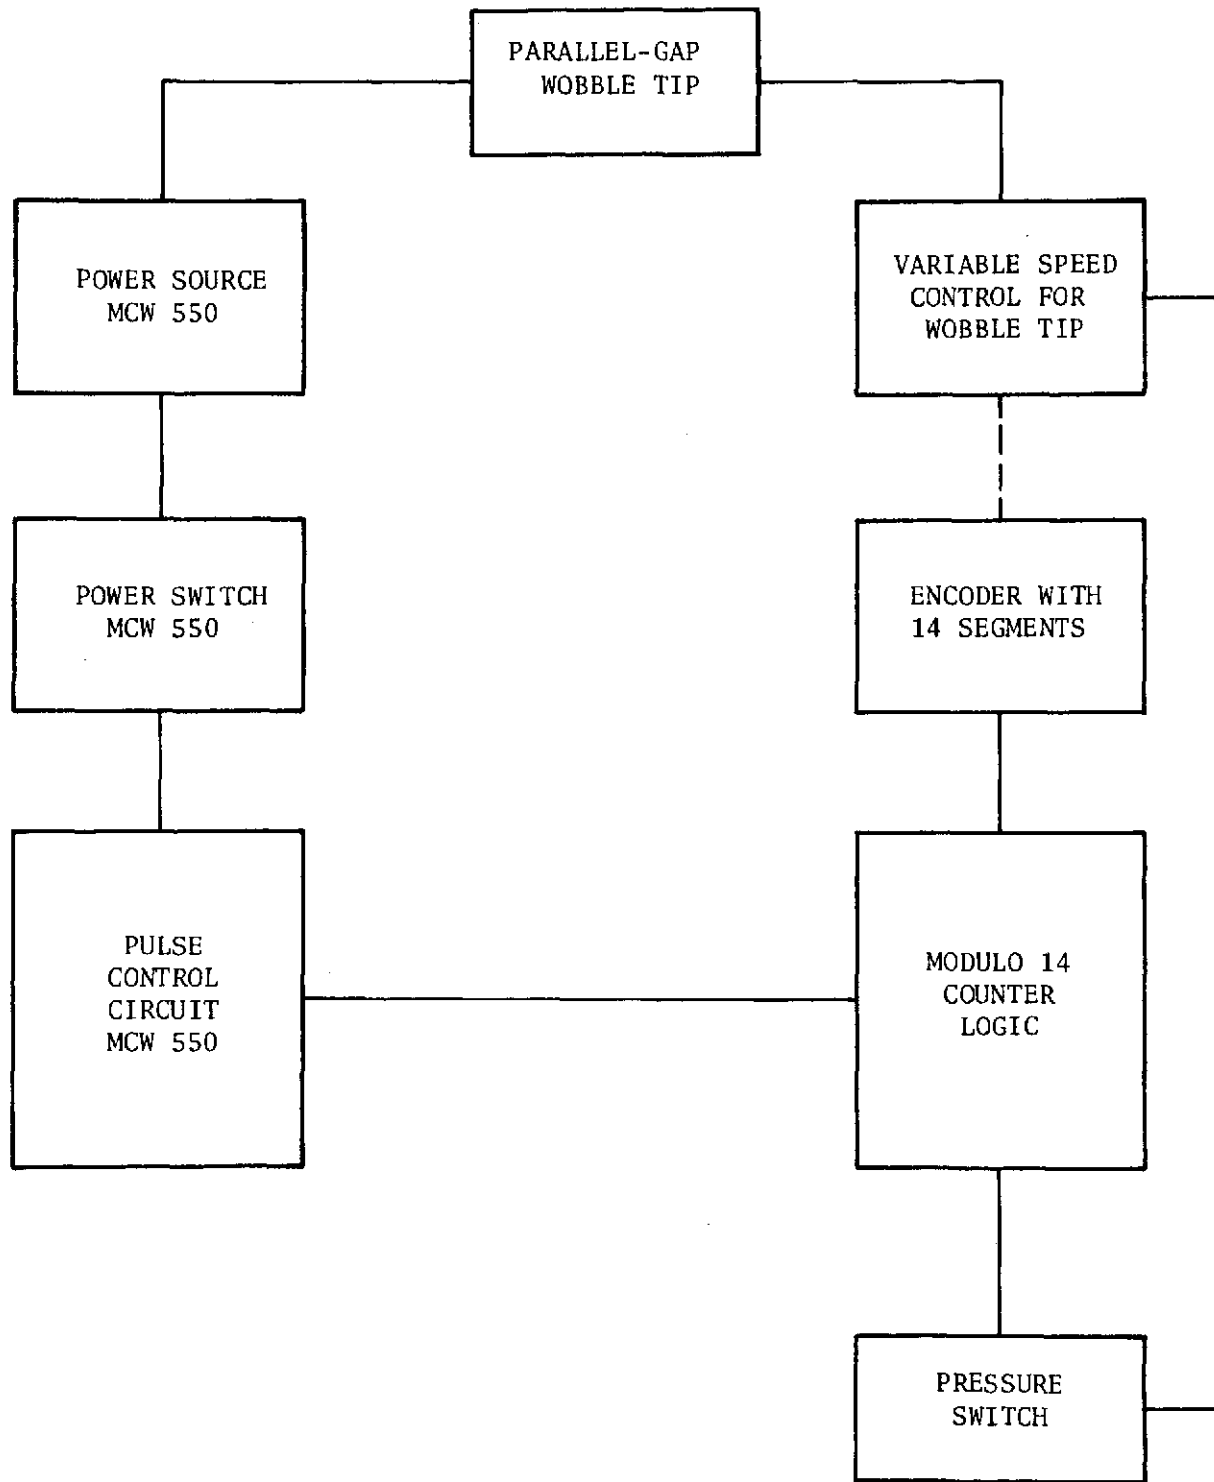 PARALLEL-GAP
WOBBLE TIP
POWER SOURCE
MCW 550
VARIABLE SPEED
CONTROL FOR
WOBBLE TIP
POWER SWITCH
MCW 550
ENCODER WITH
14 SEGMENTS
PULSE
CONTROL
CIRCUIT
MCW 550
MODULO 14
COUNTER
LOGIC
PRESSURE
SWITCH